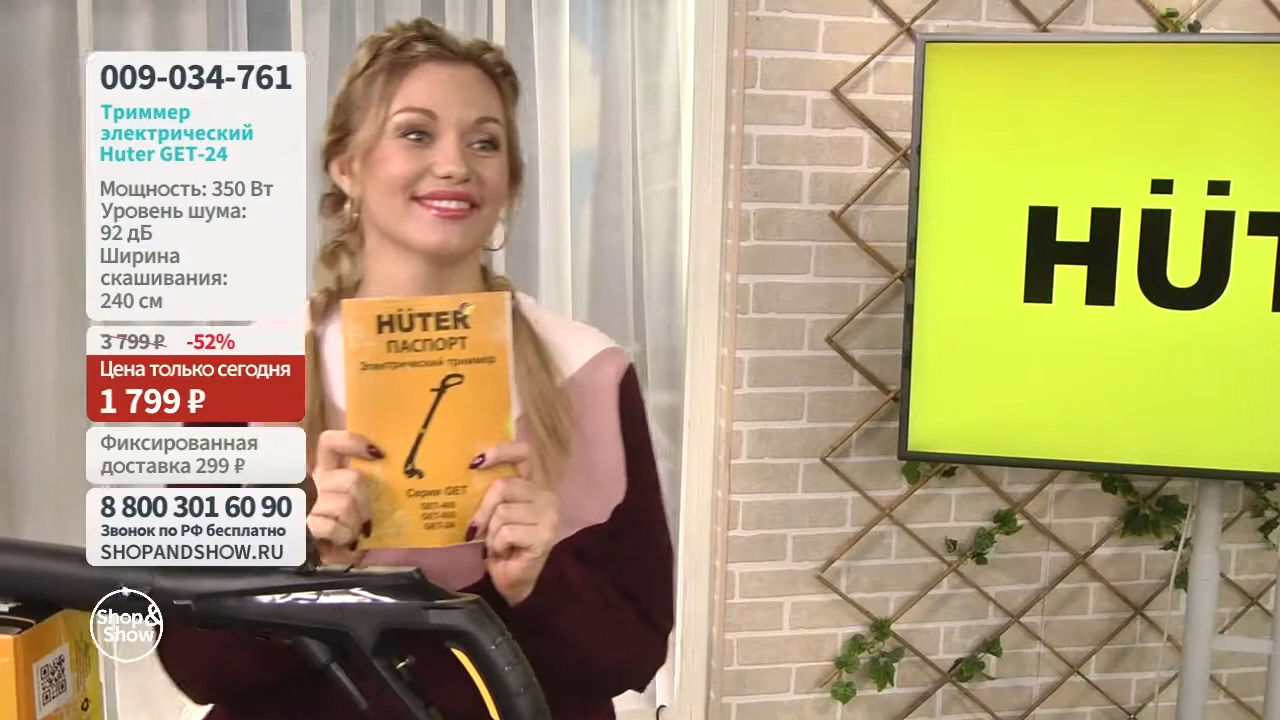 009-034-761
Триммер
электрический
Huter GET-24
Мощность: 350 Вт
Уровень шума:
92 дБ
Ширина
скашивания:
240 см
3 799 ₽ -52%
Цена только сегодня
1 799 ₽
Фиксированная
доставка 299 ₽
8 800 301 60 90
Звонок по РФ бесплатно
SHOPANDSHOW.RU
Shop&
Show
HÜTER
ПАСПОРТ
Электрический триммер
Серия GET
GET-24
HÜT